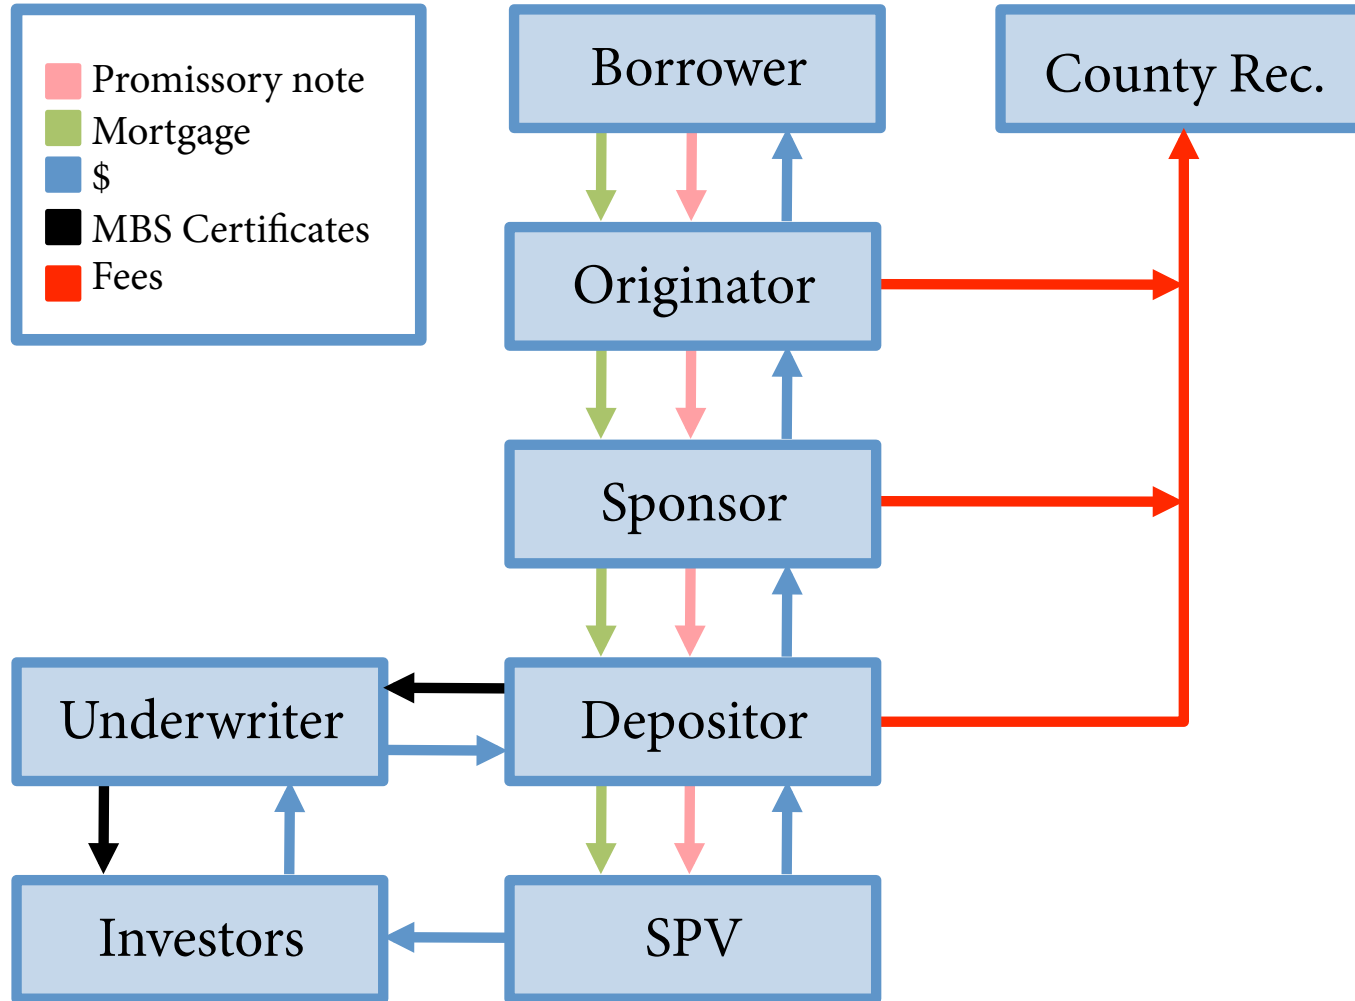 Borrower
County Rec.
Promissory note
Mortgage
$
MBS Certificates
Fees
Originator
Sponsor
Underwriter
Depositor
Investors
SPV